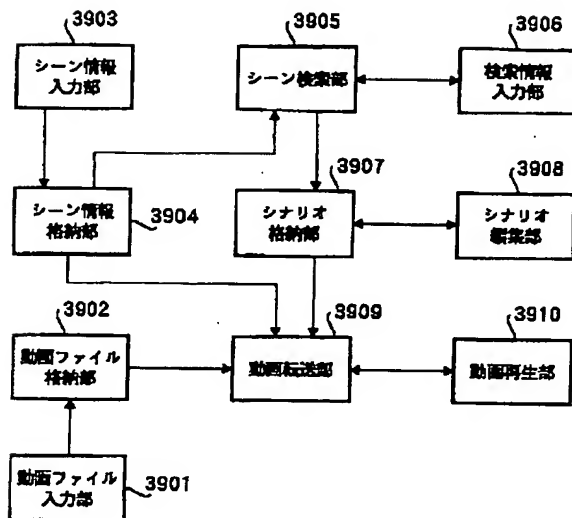 3903
シーン情報
入力部
3905
シーン検索部
3906
検索情報
入力部
シーン情報
格納部
3904
3907
シナリオ
格納部
3908
シナリオ
編集部
3902
動画ファイル
格納部
3909
動画転送部
3910
動画再生部
動画ファイル
入力部
3901